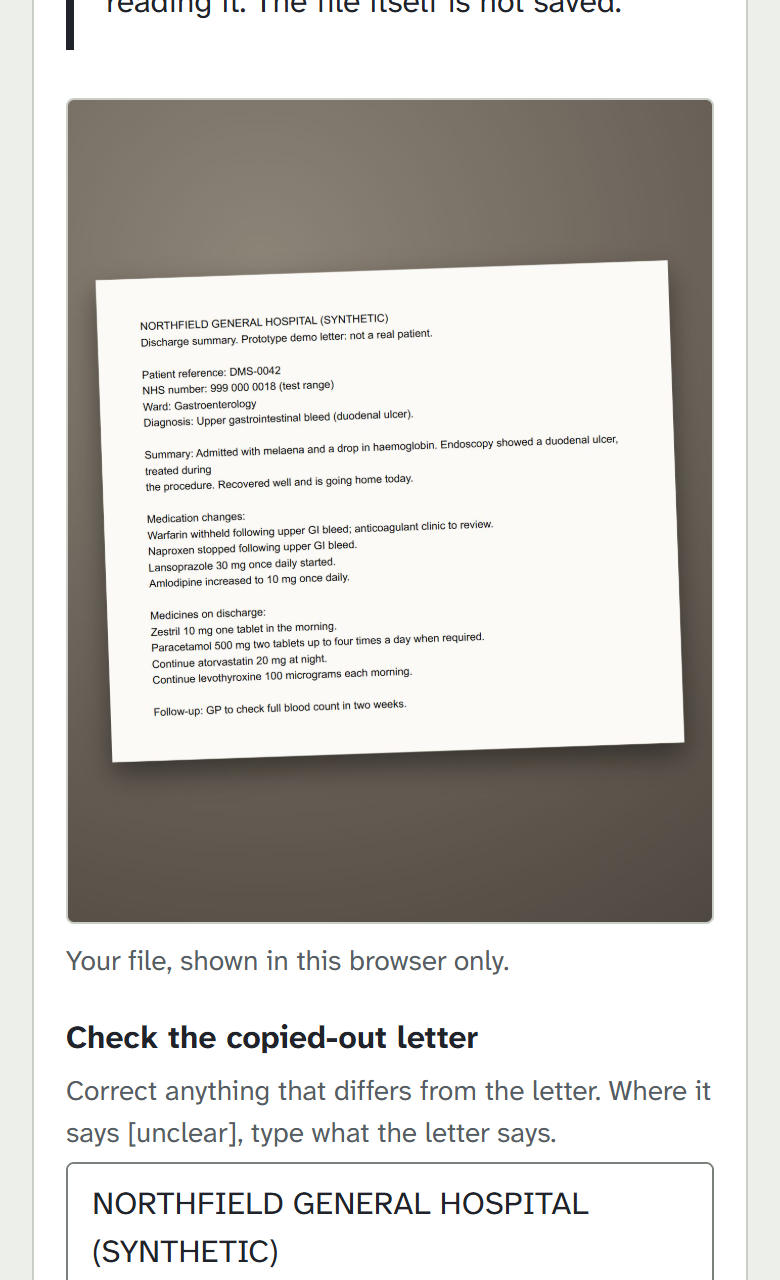 reading it. The file itself is not saved.
NORTHFIELD GENERAL HOSPITAL (SYNTHETIC)
Discharge summary. Prototype demo letter: not a real patient.
Patient reference: DMS-0042
NHS number: 999 000 0018 (test range)
Ward: Gastroenterology
Diagnosis: Upper gastrointestinal bleed (duodenal ulcer).
Summary: Admitted with melaena and a drop in haemoglobin. Endoscopy showed a duodenal ulcer,
treated during
the procedure. Recovered well and is going home today.
Medication changes:
Warfarin withheld following upper GI bleed; anticoagulant clinic to review.
Naproxen stopped following upper GI bleed.
Lansoprazole 30 mg once daily started.
Amlodipine increased to 10 mg once daily.
Medicines on discharge:
Zestril 10 mg one tablet in the morning.
Paracetamol 500 mg two tablets up to four times a day when required.
Continue atorvastatin 20 mg at night.
Continue levothyroxine 100 micrograms each morning.
Follow-up: GP to check full blood count in two weeks.
Your file, shown in this browser only.
Check the copied-out letter
Correct anything that differs from the letter. Where it
says [unclear], type what the letter says.
NORTHFIELD GENERAL HOSPITAL
(SYNTHETIC)